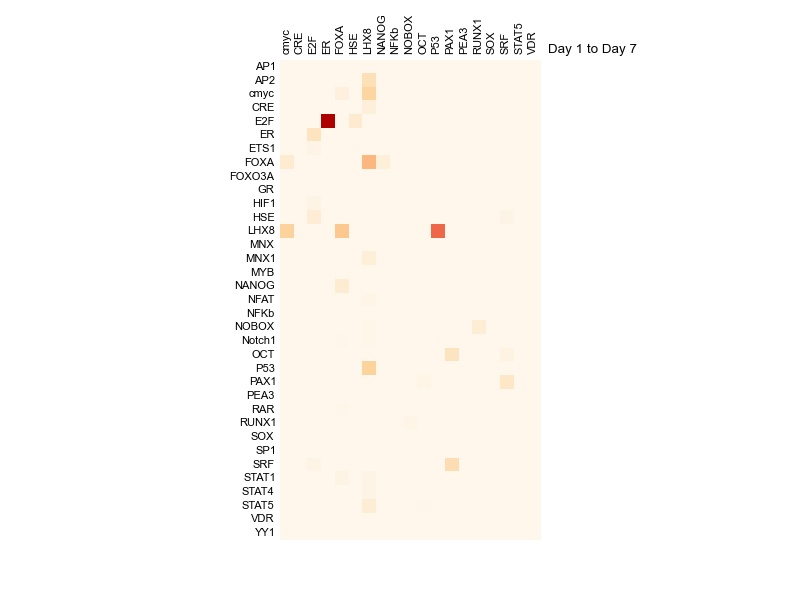 cmyc CRE E2F ER FOXA HSE LHX8 NANOG NFKb NOBOX OCT P53 PAX1 PEA3 RUNX1 SOX SRF STAT5 VDR
Day 1 to Day 7
AP1
AP2
cmyc
CRE
E2F
ER
ETS1
FOXA
FOXO3A
GR
HIF1
HSE
LHX8
MNX
MNX1
MYB
NANOG
NFAT
NFKb
NOBOX
Notch1
OCT
P53
PAX1
PEA3
RAR
RUNX1
SOX
SP1
SRF
STAT1
STAT4
STAT5
VDR
YY1